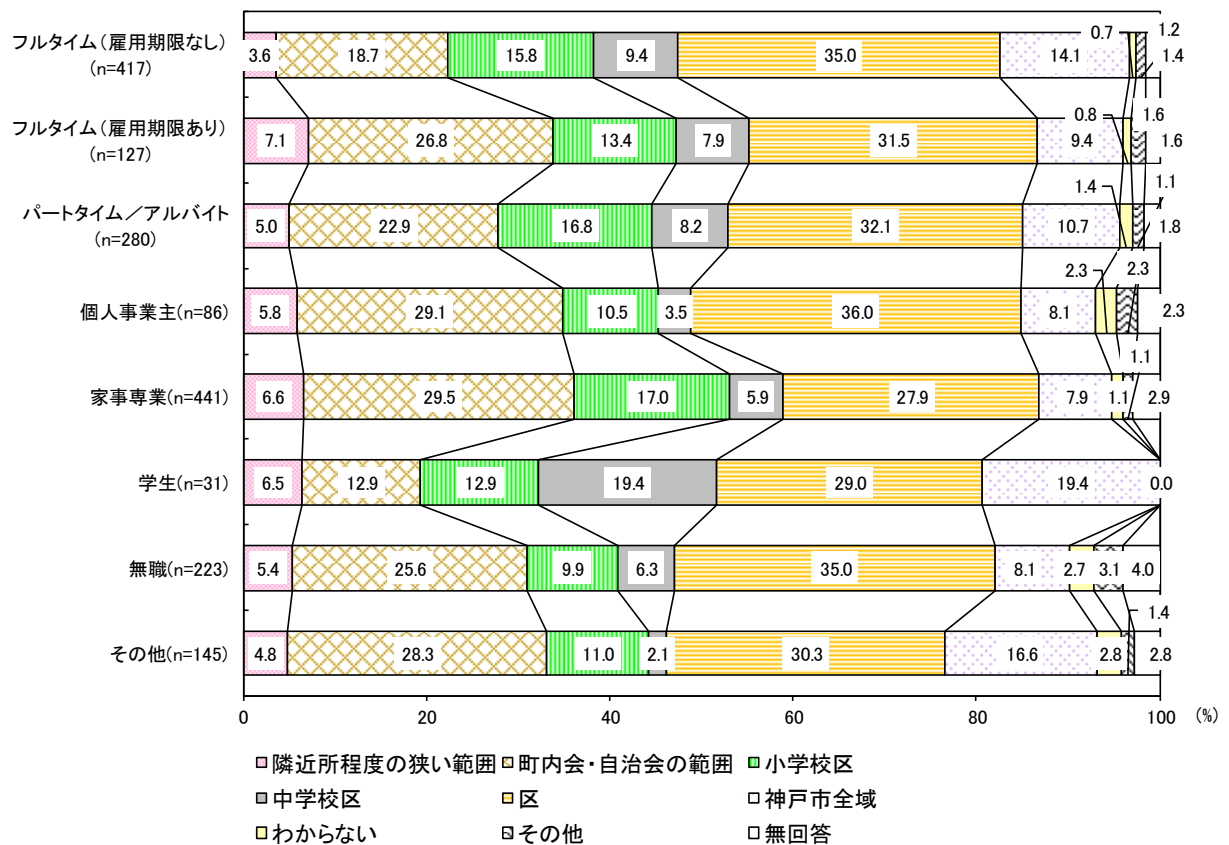 フルタイム(雇用期限なし)
(n=417)
3.6 18.7 15.8 9.4 35.0 14.1 0.7 1.2 1.4
フルタイム(雇用期限あり)
(n=127)
7.1 26.8 13.4 7.9 31.5 9.4 0.8 1.6 1.6
パートタイム/アルバイト
(n=280)
5.0 22.9 16.8 8.2 32.1 10.7 1.4 1.1 1.8
個人事業主(n=86)
5.8 29.1 10.5 3.5 36.0 8.1 2.3 2.3 2.3
家事専業(n=441)
6.6 29.5 17.0 5.9 27.9 7.9 1.1 1.1 2.9
学生(n=31)
6.5 12.9 12.9 19.4 29.0 19.4 0.0
無職(n=223)
5.4 25.6 9.9 6.3 35.0 8.1 2.7 3.1 4.0
その他(n=145)
4.8 28.3 11.0 2.1 30.3 16.6 2.8 1.4 2.8
0 20 40 60 80 100 (%)
隣近所程度の狭い範囲 町内会・自治会の範囲 小学校区
中学校区 区 神戸市全域
わからない その他 無回答